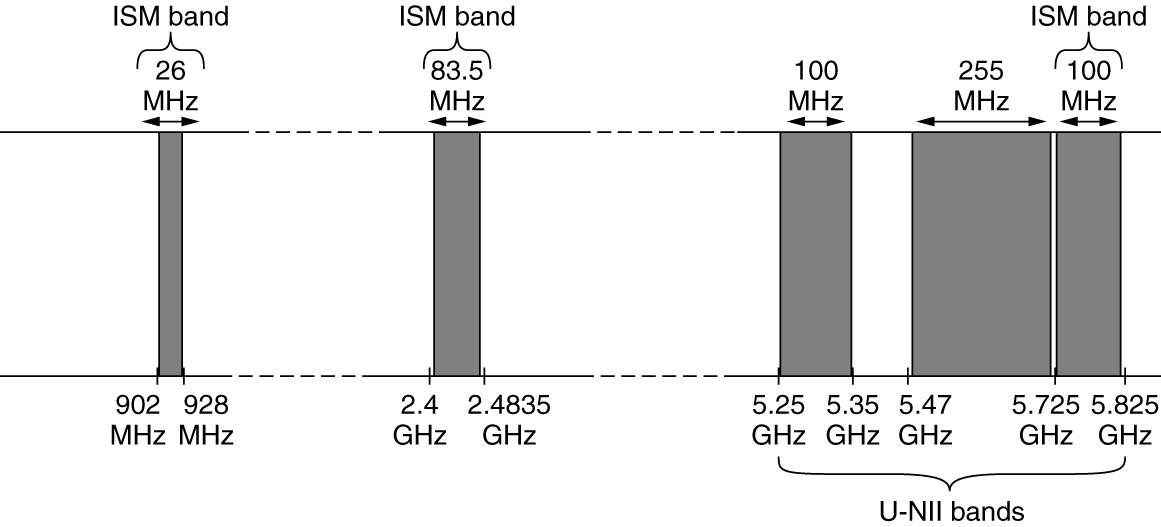 ISM band
ISM band
ISM band
26
MHz
83.5
MHz
100
MHz
255
MHz
100
MHz
902
MHz
928
MHz
2.4
GHz
2.4835
GHz
5.25
GHz
5.35
GHz
5.47
GHz
5.725
GHz
5.825
GHz
U-NII bands